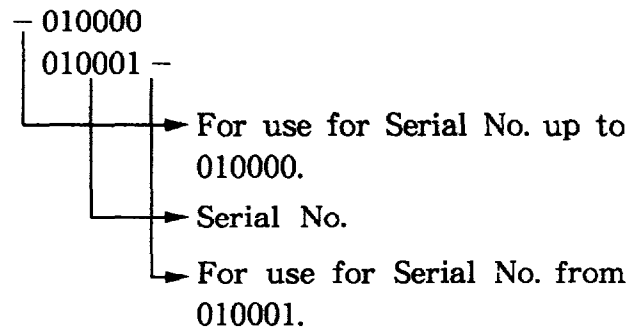 – 010000
010001 –
For use for Serial No. up to
010000.
Serial No.
For use for Serial No. from
010001.